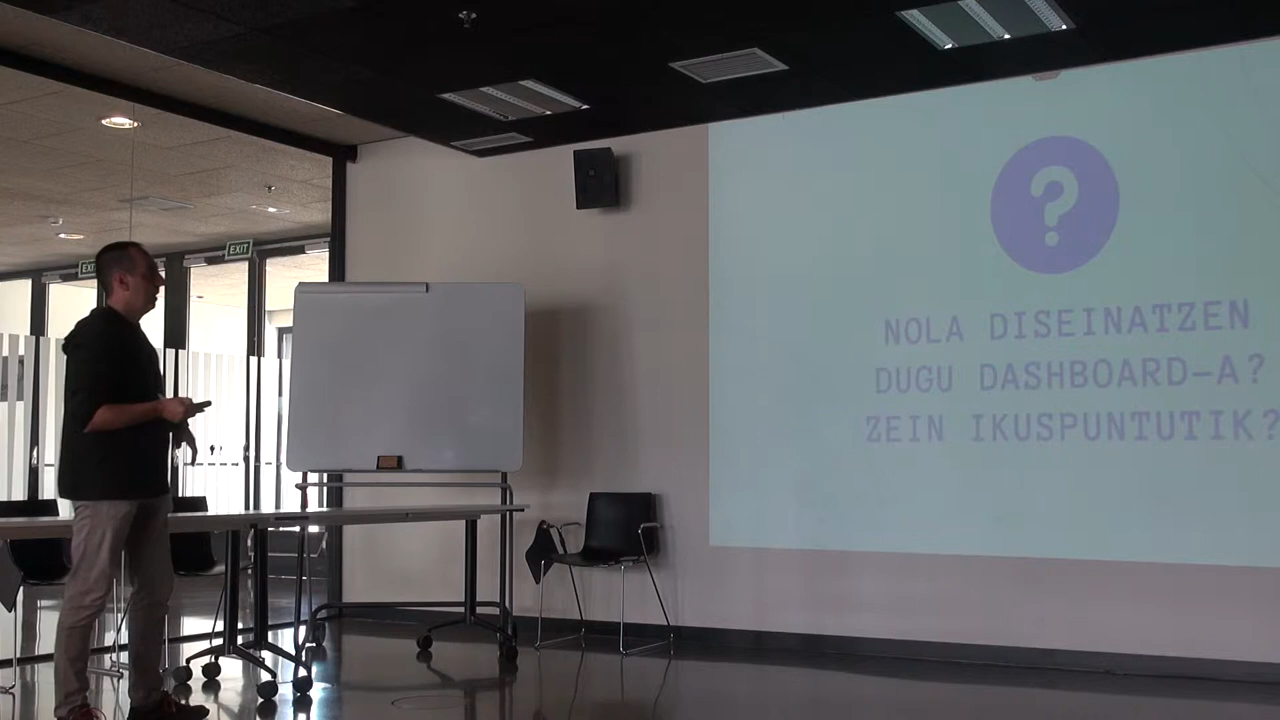 EXIT
EXIT
?
NOLA DISEINATZEN
DUGU DASHBOARD-A?
ZEIN IKUSPUNTUTIK?